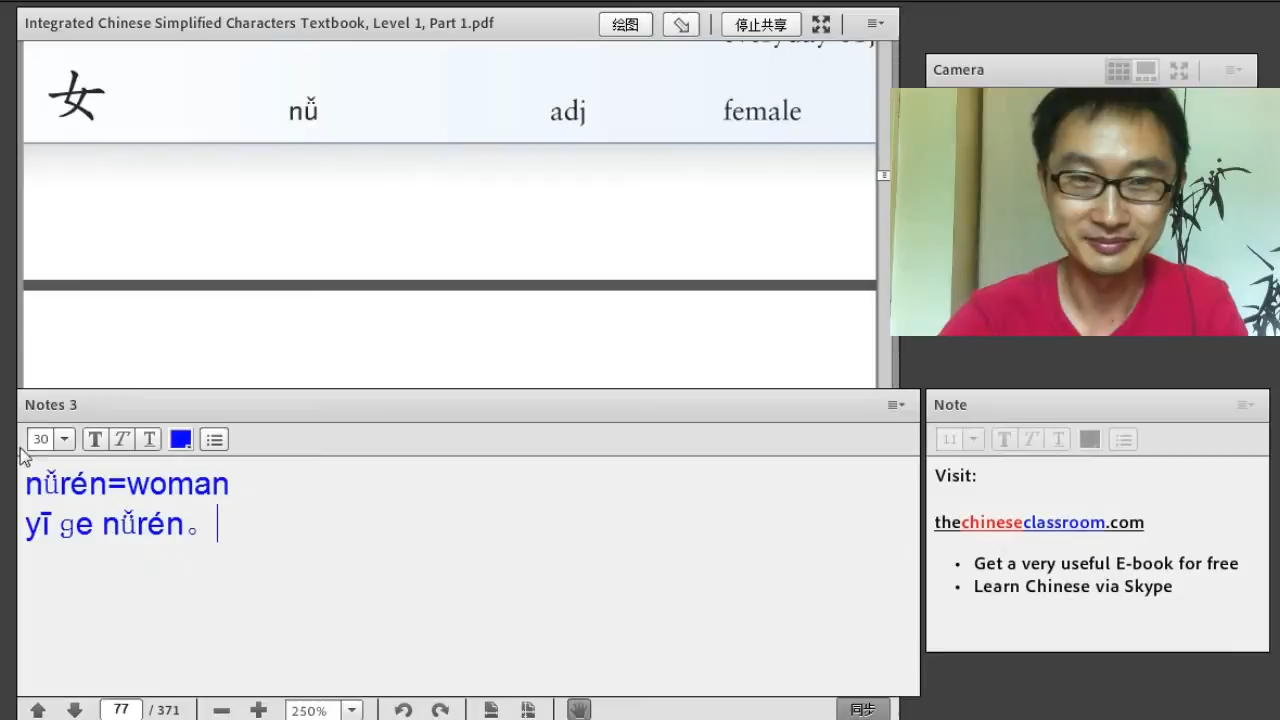 Integrated Chinese Simplified Characters Textbook, Level 1, Part 1.pdf
绘图
停止共享
女 nǚ adj female
Camera
Notes 3
30 T T T
nǚrén=woman
yī ge nǚrén。
Note
11 T T T
Visit:
thechineseclassroom.com
• Get a very useful E-book for free
• Learn Chinese via Skype
77 / 371
250%
同步